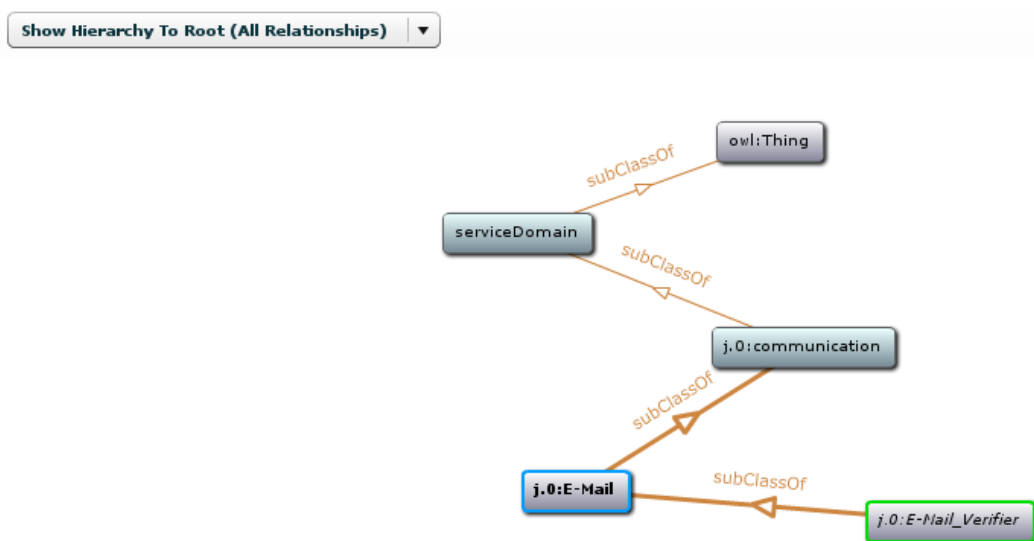 Show Hierarchy To Root (All Relationships)
owl:Thing
subClassOf
serviceDomain
subClassOf
j.0:communication
subClassOf
j.0:E-Mail
subClassOf
j.0:E-Mail_Verifier